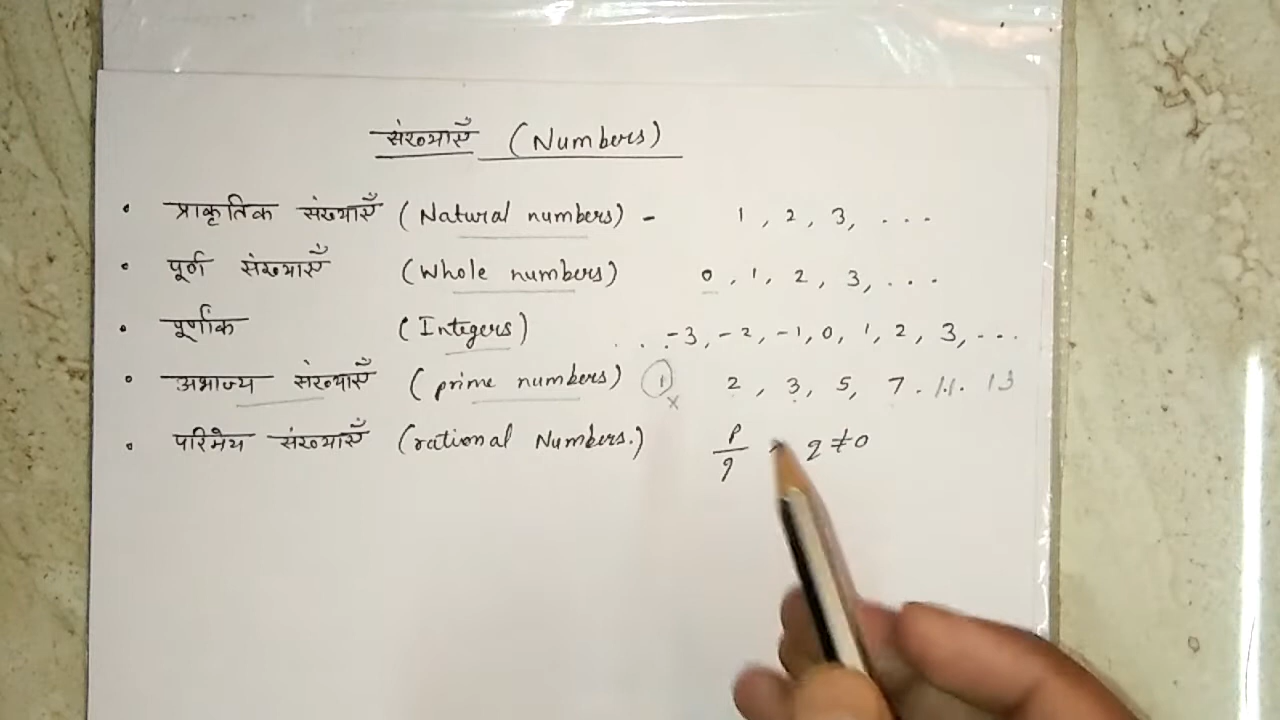 संख्याएँ (Numbers)
• प्राकृतिक संख्याएँ (Natural numbers) - 1, 2, 3, ...
• पूर्ण संख्याएँ (Whole numbers) 0, 1, 2, 3, ...
• पूर्णांक (Integers) ...-3, -2, -1, 0, 1, 2, 3, ...
• अभाज्य संख्याएँ (prime numbers) 1 x 2, 3, 5, 7. 11. 13
• परिमेय संख्याएँ (rational Numbers.) p/q, q≠0